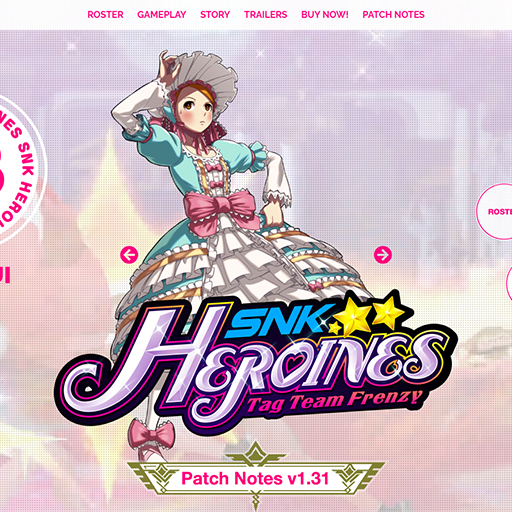 ROSTER GAMEPLAY STORY TRAILERS BUY NOW! PATCH NOTES
NES SNK HEROI
UI
ROSTE
SNK
HEROINES
Tag Team Frenzy
Patch Notes v1.31